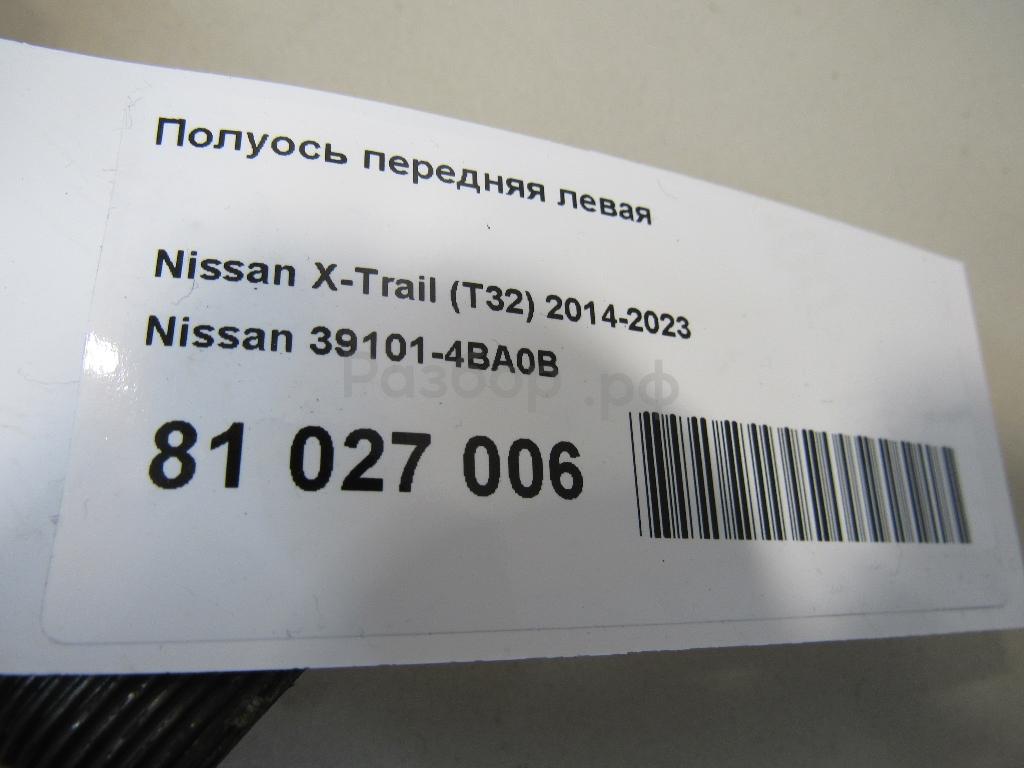 Полуось передняя левая
Nissan X-Trail (T32) 2014-2023
Nissan 39101-4BA0B
Разбор.рф
81 027 006